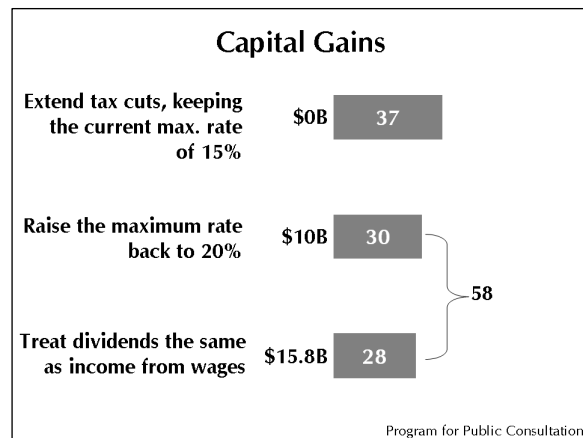 Capital Gains
Extend tax cuts, keeping
the current max. rate
of 15%
$0B
37
Raise the maximum rate
back to 20%
$10B
30
58
Treat dividends the same
as income from wages
$15.8B
28
Program for Public Consultation